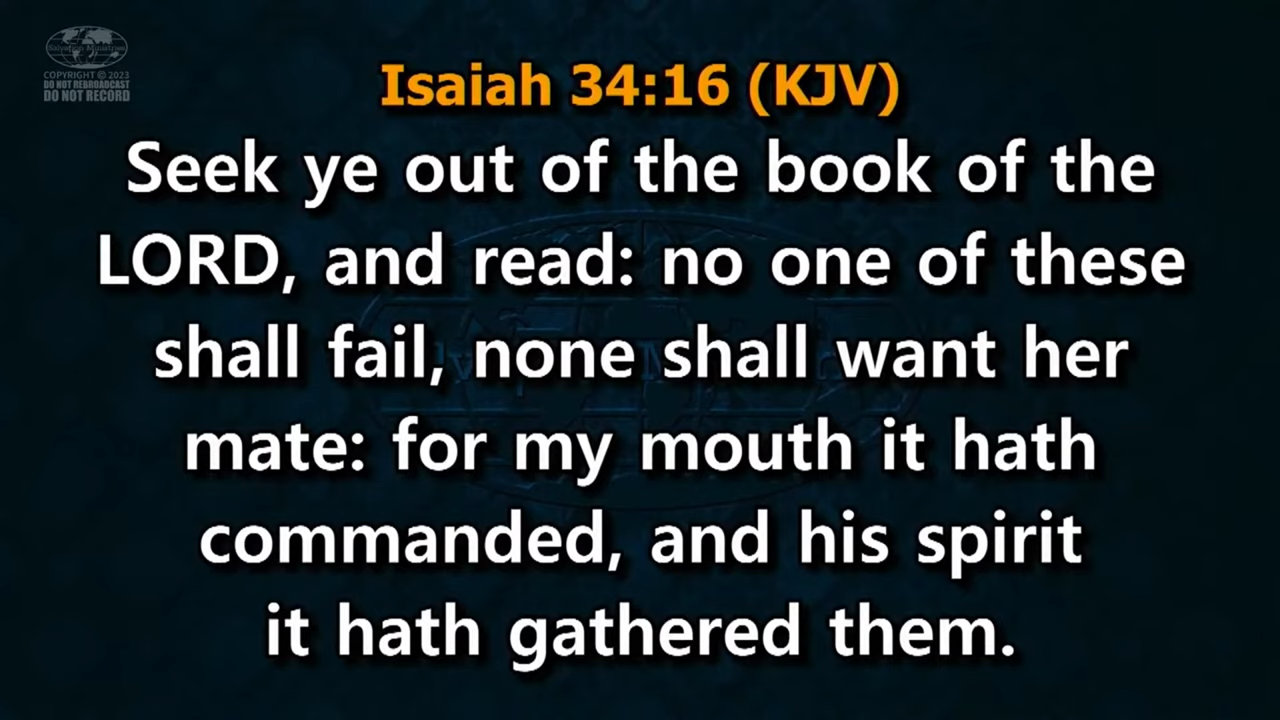 Salvation Ministries
COPYRIGHT © 2023
DO NOT REBROADCAST
DO NOT RECORD
Isaiah 34:16 (KJV)
Seek ye out of the book of the
LORD, and read: no one of these
shall fail, none shall want her
mate: for my mouth it hath
commanded, and his spirit
it hath gathered them.